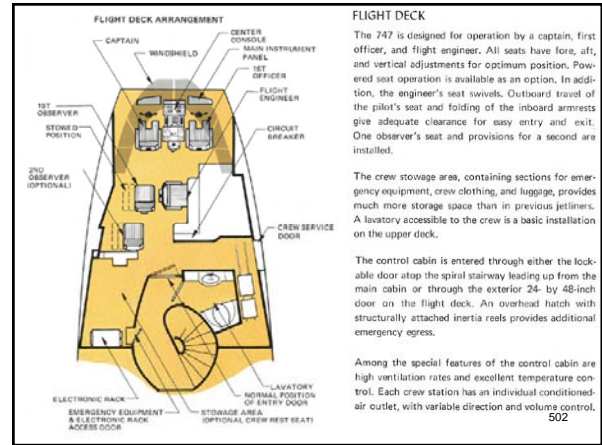 FLIGHT DECK ARRANGEMENT
CAPTAIN
WINDSHIELD
CENTER
CONSOLE
MAIN INSTRUMENT
PANEL
1ST
OFFICER
FLIGHT
ENGINEER
CIRCUIT
BREAKER
1ST
OBSERVER
STOWED
POSITION
2ND
OBSERVER
(OPTIONAL)
CREW SERVICE
DOOR
LAVATORY
NORMAL POSITION
OF ENTRY DOOR
STOWAGE AREA
(OPTIONAL CREW REST SEAT)
ELECTRONIC RACK
EMERGENCY EQUIPMENT
& ELECTRONIC RACK
ACCESS DOOR
FLIGHT DECK
The 747 is designed for operation by a captain, first
officer, and flight engineer. All seats have fore, aft,
and vertical adjustments for optimum position. Pow-
ered seat operation is available as an option. In addi-
tion, the engineer's seat swivels. Outboard travel of
the pilot's seat and folding of the inboard armrests
give adequate clearance for easy entry and exit.
One observer's seat and provisions for a second are
installed.
The crew stowage area, containing sections for emer-
gency equipment, crew clothing, and luggage, provides
much more storage space than in previous jetliners.
A lavatory accessible to the crew is a basic installation
on the upper deck.
The control cabin is entered through either the lock-
able door atop the spiral stairway leading up from the
main cabin or through the exterior 24- by 48-inch
door on the flight deck. An overhead hatch with
structurally attached inertia reels provides additional
emergency egress.
Among the special features of the control cabin are
high ventilation rates and excellent temperature con-
trol. Each crew station has an individual conditioned-
air outlet, with variable direction and volume control.
502